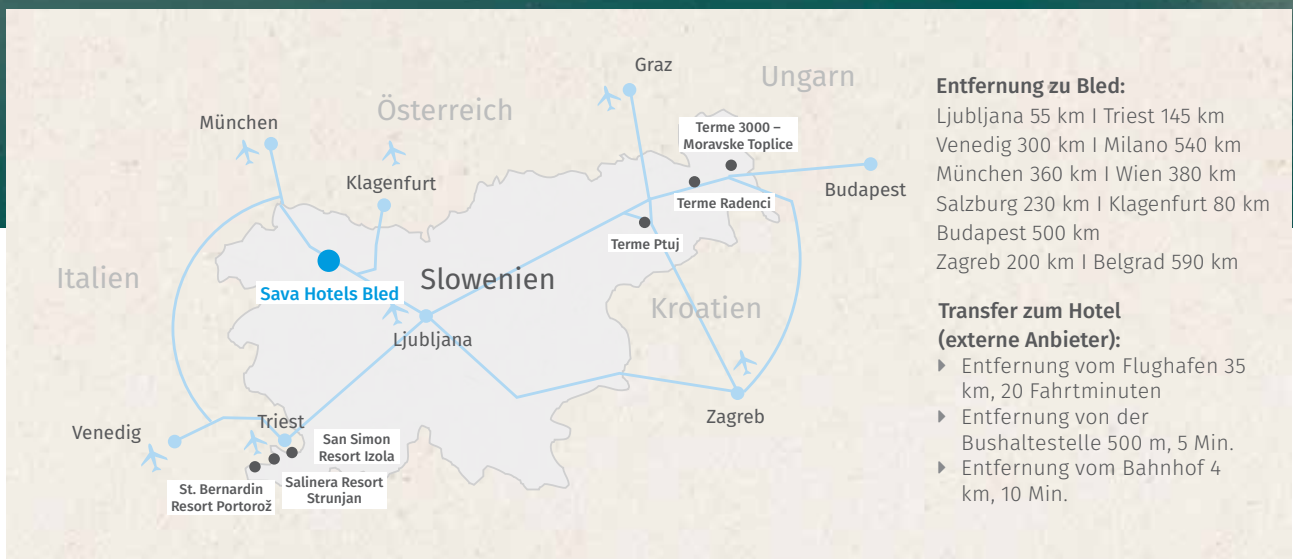 Graz
Ungarn
Österreich
München
Terme 3000 –
Moravske Toplice
Klagenfurt
Budapest
Terme Radenci
Terme Ptuj
Italien
Slowenien
Sava Hotels Bled
Kroatien
Ljubljana
Zagreb
Triest
Venedig
San Simon
Resort Izola
Salinera Resort
Strunjan
St. Bernardin
Resort Portorož
Entfernung zu Bled:
Ljubljana 55 km I Triest 145 km
Venedig 300 km I Milano 540 km
München 360 km I Wien 380 km
Salzburg 230 km I Klagenfurt 80 km
Budapest 500 km
Zagreb 200 km I Belgrad 590 km
Transfer zum Hotel
(externe Anbieter):
Entfernung vom Flughafen 35
km, 20 Fahrtminuten
Entfernung von der
Bushaltestelle 500 m, 5 Min.
Entfernung vom Bahnhof 4
km, 10 Min.